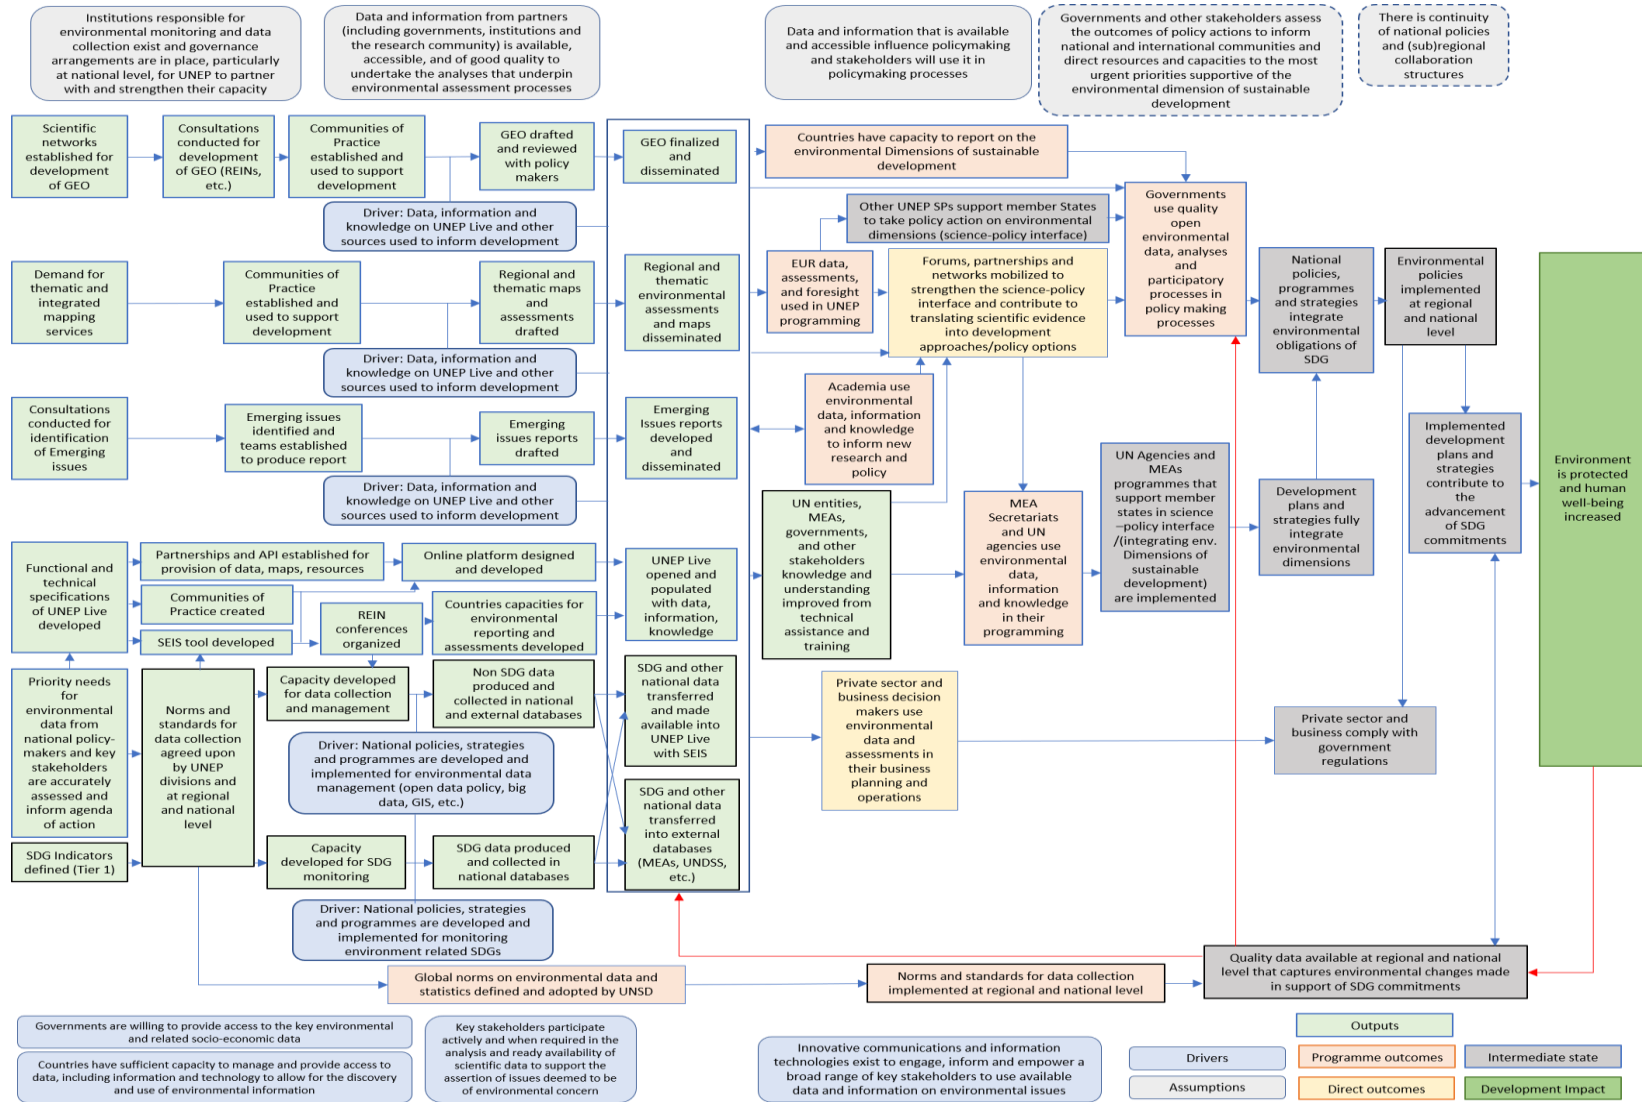 Institutions responsible for
environmental monitoring and data
collection exist and governance
arrangements are in place, particularly
at national level, for UNEP to partner
with and strengthen their capacity
Data and information from partners
(including governments, institutions and
the research community) is available,
accessible, and of good quality to
undertake the analyses that underpin
environmental assessment processes
Data and information that is available
and accessible influence policymaking
and stakeholders will use it in
policymaking processes
Governments and other stakeholders assess
the outcomes of policy actions to inform
national and international communities and
direct resources and capacities to the most
urgent priorities supportive of the
environmental dimension of sustainable
development
There is continuity
of national policies
and (sub)regional
collaboration
structures
Scientific
networks
established for
development
of GEO
Consultations
conducted for
development
of GEO (REINs,
etc.)
Communities of
Practice
established and
used to support
development
GEO drafted
and reviewed
with policy
makers
GEO finalized
and
disseminated
Countries have capacity to report on the
environmental Dimensions of sustainable
development
Driver: Data, information and
knowledge on UNEP Live and other
sources used to inform development
Other UNEP SPs support member States
to take policy action on environmental
dimensions (science-policy interface)
Governments
use quality
open
environmental
data, analyses
and
participatory
processes in
policy making
processes
Demand for
thematic and
integrated
mapping
services
Communities of
Practice
established and
used to support
development
Regional and
thematic maps
and
assessments
drafted
Regional and
thematic
environmental
assessments
and maps
disseminated
EUR data,
assessments,
and foresight
used in UNEP
programming
Forums, partnerships and
networks mobilized to
strengthen the science-policy
interface and contribute to
translating scientific evidence
into development
approaches/policy options
National
policies,
programmes
and strategies
integrate
environmental
obligations of
SDG
Environmental
policies
implemented
at regional
and national
level
Driver: Data, information and
knowledge on UNEP Live and other
sources used to inform development
Consultations
conducted for
identification
of Emerging
issues
Emerging issues
identified and
teams established
to produce report
Emerging
issues reports
drafted
Emerging
Issues reports
developed
and
disseminated
Academia use
environmental
data, information
and knowledge
to inform new
research and
policy
Driver: Data, information and
knowledge on UNEP Live and other
sources used to inform development
UN entities,
MEAs,
governments,
and other
stakeholders
knowledge and
understanding
improved from
technical
assistance and
training
MEA
Secretariats
and UN
agencies use
environmental
data,
information
and knowledge
in their
programming
UN Agencies and
MEAs
programmes that
support member
states in science
–policy interface
/(integrating env.
Dimensions of
sustainable
development)
are implemented
Development
plans and
strategies fully
integrate
environmental
dimensions
Implemented
development
plans and
strategies
contribute to
the
advancement
of SDG
commitments
Environment
is protected
and human
well-being
increased
Functional and
technical
specifications
of UNEP Live
developed
Partnerships and API established for
provision of data, maps, resources
Communities of
Practice created
SEIS tool developed
Online platform designed
and developed
REIN
conferences
organized
Countries capacities for
environmental
reporting and
assessments developed
UNEP Live
opened and
populated
with data,
information,
knowledge
Priority needs
for
environmental
data from
national policy-
makers and key
stakeholders
are accurately
assessed and
inform agenda
of action
Norms and
standards for
data collection
agreed upon
by UNEP
divisions and
at regional
and national
level
Capacity developed
for data collection
and management
Non SDG data
produced and
collected in national
and external databases
SDG and other
national data
transferred
and made
available into
UNEP Live
with SEIS
Private sector and
business decision
makers use
environmental
data and
assessments in
their business
planning and
operations
Private sector and
business comply with
government
regulations
Driver: National policies, strategies
and programmes are developed and
implemented for environmental data
management (open data policy, big
data, GIS, etc.)
SDG Indicators
defined (Tier 1)
Capacity
developed for SDG
monitoring
SDG data produced
and collected in
national databases
SDG and other
national data
transferred
into external
databases
(MEAs, UNDSS,
etc.)
Driver: National policies, strategies
and programmes are developed and
implemented for monitoring
environment related SDGs
Global norms on environmental data and
statistics defined and adopted by UNSD
Norms and standards for data collection
implemented at regional and national level
Quality data available at regional and national
level that captures environmental changes made
in support of SDG commitments
Governments are willing to provide access to the key environmental
and related socio-economic data
Countries have sufficient capacity to manage and provide access to
data, including information and technology to allow for the discovery
and use of environmental information
Key stakeholders participate
actively and when required in the
analysis and ready availability of
scientific data to support the
assertion of issues deemed to be
of environmental concern
Innovative communications and information
technologies exist to engage, inform and empower a
broad range of key stakeholders to use available
data and information on environmental issues
Outputs
Drivers
Programme outcomes
Intermediate state
Assumptions
Direct outcomes
Development Impact